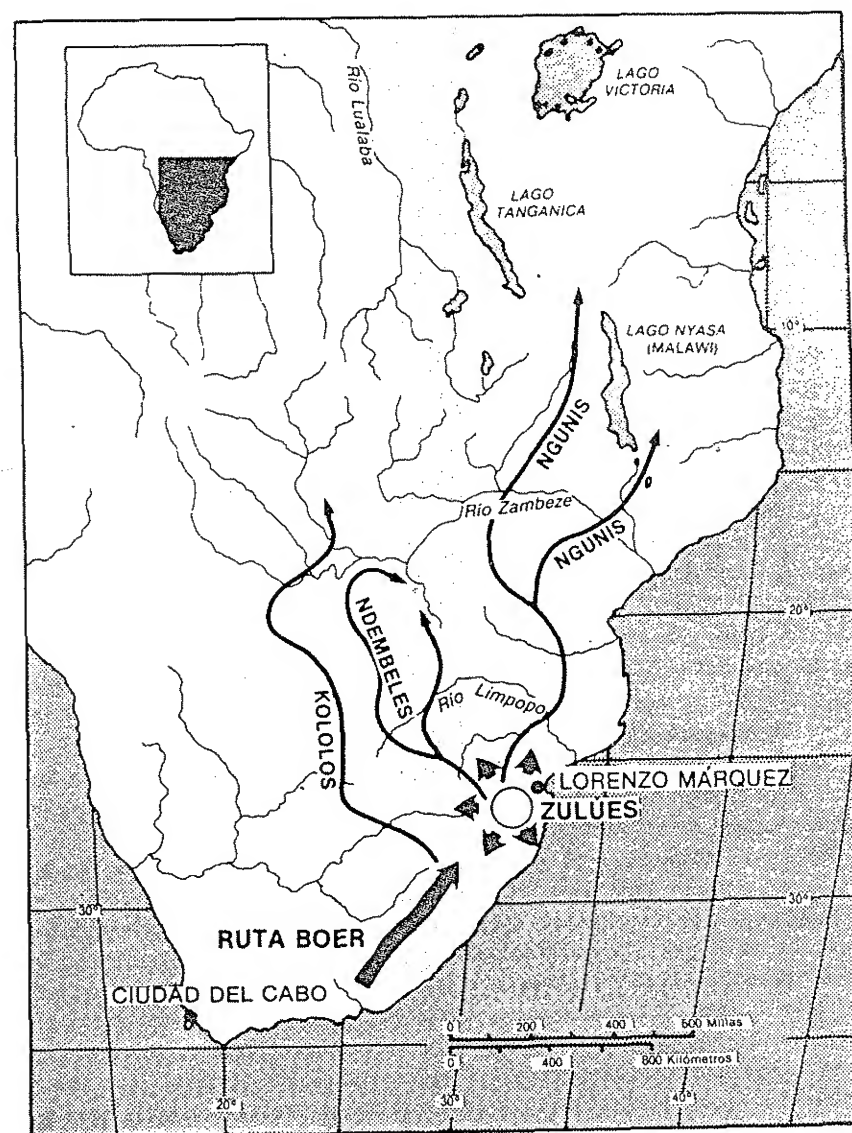 Río Lualaba
LAGO
VICTORIA
LAGO
TANGANICA
LAGO NYASA
(MALAWI)
10°
NGUNIS
Río Zambeze
NGUNIS
20°
NDEMBELES
Río Limpopo
KOLOLOS
LORENZO MÁRQUEZ
ZULÚES
30°
30°
RUTA BOER
CIUDAD DEL CABO
0 200 400 600 Millas
0 400 800 Kilómetros
20°
30°
40°